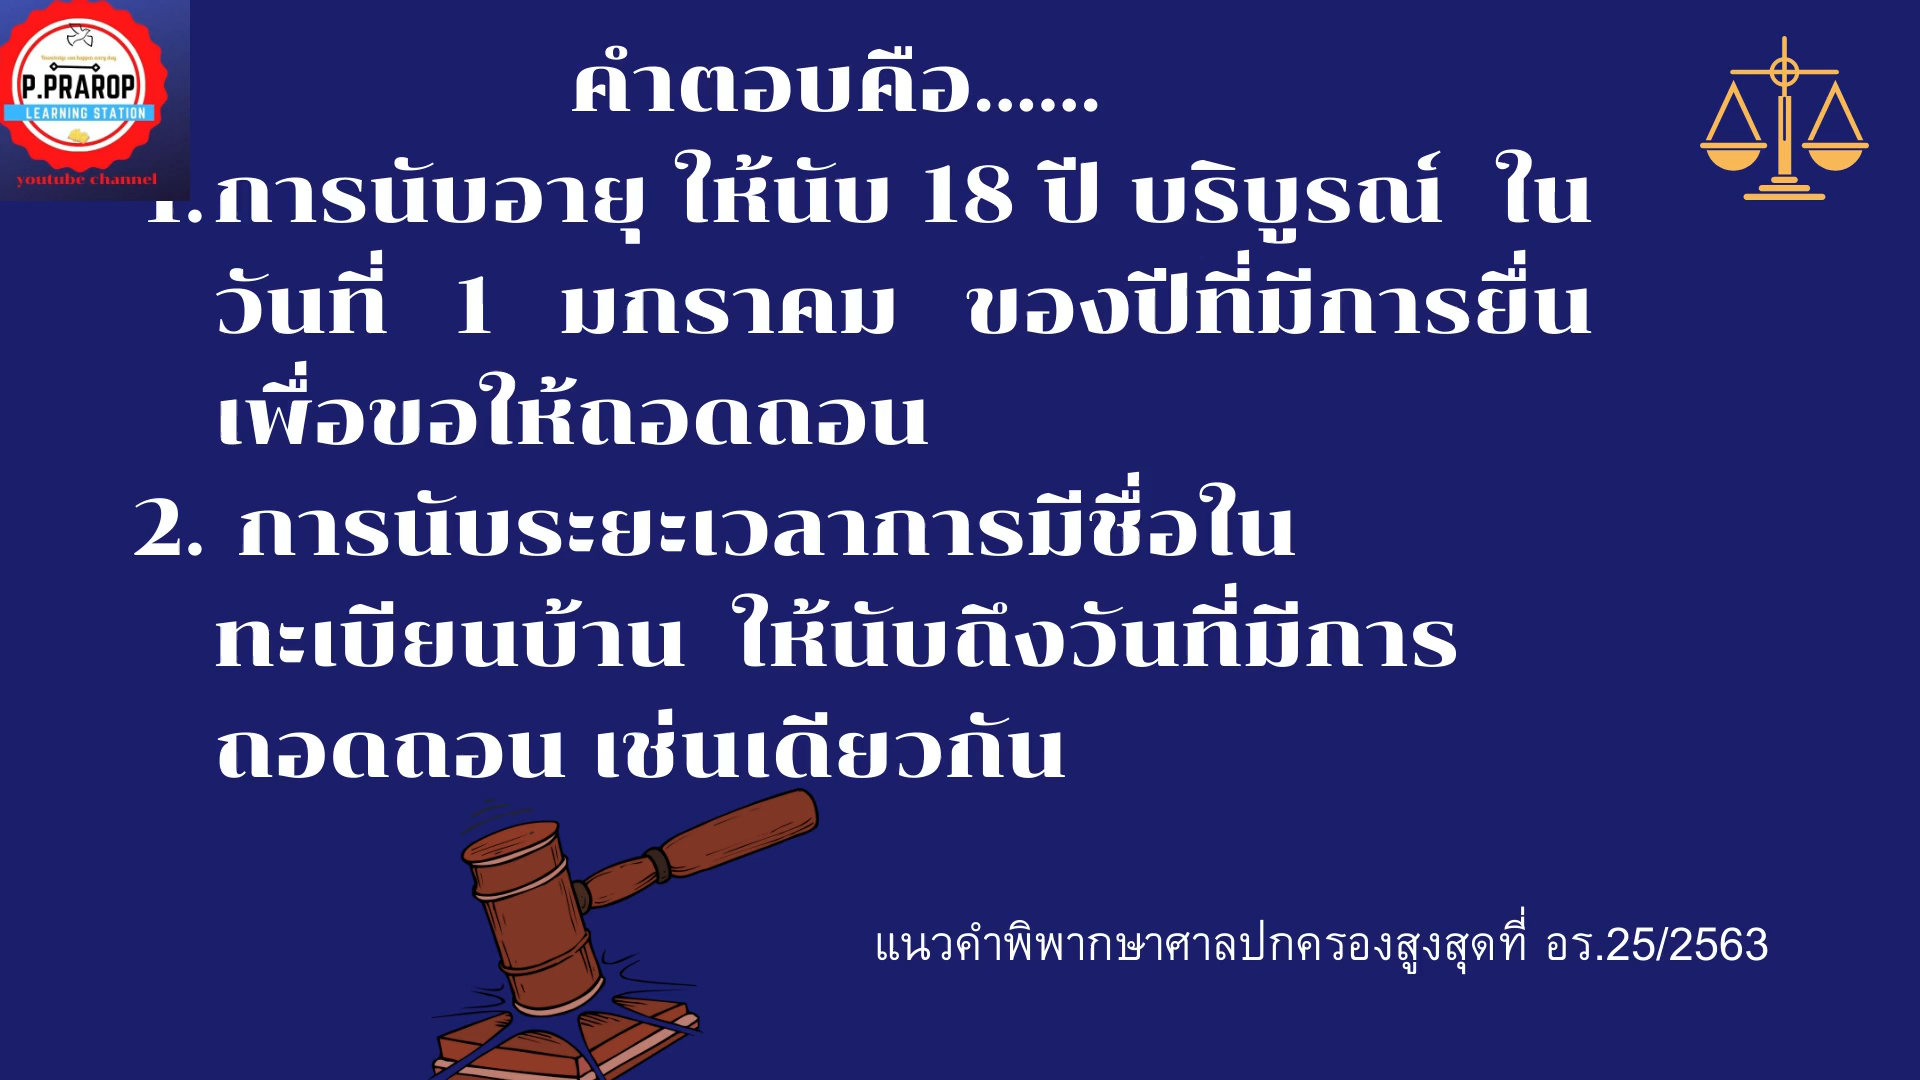 P.PRAROP
LEARNING STATION
youtube channel
คำตอบคือ......
1.การนับอายุ ให้นับ 18 ปี บริบูรณ์ ใน
วันที่ 1 มกราคม ของปีที่มีการยื่น
เพื่อขอให้ถอดถอน
2. การนับระยะเวลาการมีชื่อใน
ทะเบียนบ้าน ให้นับถึงวันที่มีการ
ถอดถอน เช่นเดียวกัน
แนวคำพิพากษาศาลปกครองสูงสุดที่ อร.25/2563